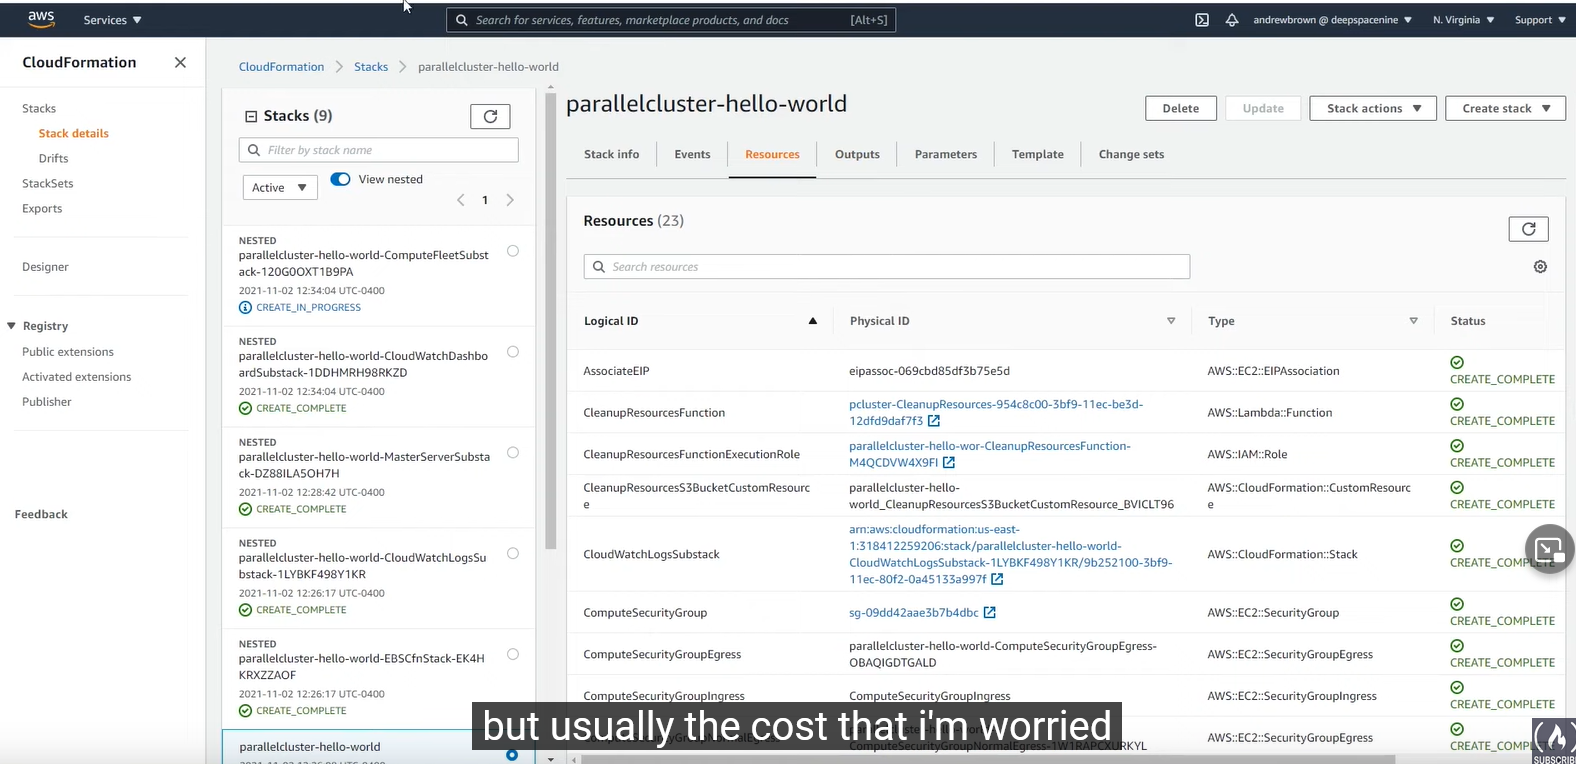 aws
Services ▼
Search for services, features, marketplace products, and docs
[Alt+S]
andrewbrown @ deepspacenine ▼
N. Virginia ▼
Support ▼
CloudFormation
Stacks
Stack details
Drifts
StackSets
Exports
Designer
Registry
Public extensions
Activated extensions
Publisher
Feedback
CloudFormation > Stacks > parallelcluster-hello-world
Stacks (9)
Filter by stack name
Active ▼
View nested
< 1 >
NESTED
parallelcluster-hello-world-ComputeFleetSubst
ack-120G0OXT1B9PA
2021-11-02 12:34:04 UTC-0400
CREATE_IN_PROGRESS
NESTED
parallelcluster-hello-world-CloudWatchDashbo
ardSubstack-1DDHMRH98RKZD
2021-11-02 12:34:04 UTC-0400
CREATE_COMPLETE
NESTED
parallelcluster-hello-world-MasterServerSubsta
ck-DZ88ILA5OH7H
2021-11-02 12:28:42 UTC-0400
CREATE_COMPLETE
NESTED
parallelcluster-hello-world-CloudWatchLogsSu
bstack-1LYBKF498Y1KR
2021-11-02 12:26:17 UTC-0400
CREATE_COMPLETE
NESTED
parallelcluster-hello-world-EBSCfnStack-EK4H
KRXZZAOF
2021-11-02 12:26:17 UTC-0400
CREATE_COMPLETE
parallelcluster-hello-world
parallelcluster-hello-world
Delete
Update
Stack actions ▼
Create stack ▼
Stack info
Events
Resources
Outputs
Parameters
Template
Change sets
Resources (23)
Search resources
Logical ID
Physical ID
Type
Status
AssociateEIP
eipassoc-069cbd85df3b75e5d
AWS::EC2::EIPAssociation
CREATE_COMPLETE
CleanupResourcesFunction
pcluster-CleanupResources-954c8c00-3bf9-11ec-be3d-
12dfd9daf7f3
AWS::Lambda::Function
CREATE_COMPLETE
CleanupResourcesFunctionExecutionRole
parallelcluster-hello-wor-CleanupResourcesFunction-
M4QCDVW4X9FI
AWS::IAM::Role
CREATE_COMPLETE
CleanupResourcesS3BucketCustomResourc
e
parallelcluster-hello-
world_CleanupResourcesS3BucketCustomResource_BVICLT96
AWS::CloudFormation::CustomResourc
e
CREATE_COMPLETE
CloudWatchLogsSubstack
arn:aws:cloudformation:us-east-
1:318412259206:stack/parallelcluster-hello-world-
CloudWatchLogsSubstack-1LYBKF498Y1KR/9b252100-3bf9-
11ec-80f2-0a45133a997f
AWS::CloudFormation::Stack
CREATE_COMPLETE
ComputeSecurityGroup
sg-09dd42aae3b7b4dbc
AWS::EC2::SecurityGroup
CREATE_COMPLETE
ComputeSecurityGroupEgress
parallelcluster-hello-world-ComputeSecurityGroupEgress-
OBAQIGDTGALD
AWS::EC2::SecurityGroupEgress
CREATE_COMPLETE
ComputeSecurityGroupIngress
ComputeSecurityGroupIngress
AWS::EC2::SecurityGroupIngress
CREATE_COMPLETE
AWS::EC2::SecurityGroupEgress
CREATE_COMPLETE
but usually the cost that i'm worried
SUBSCRIBE